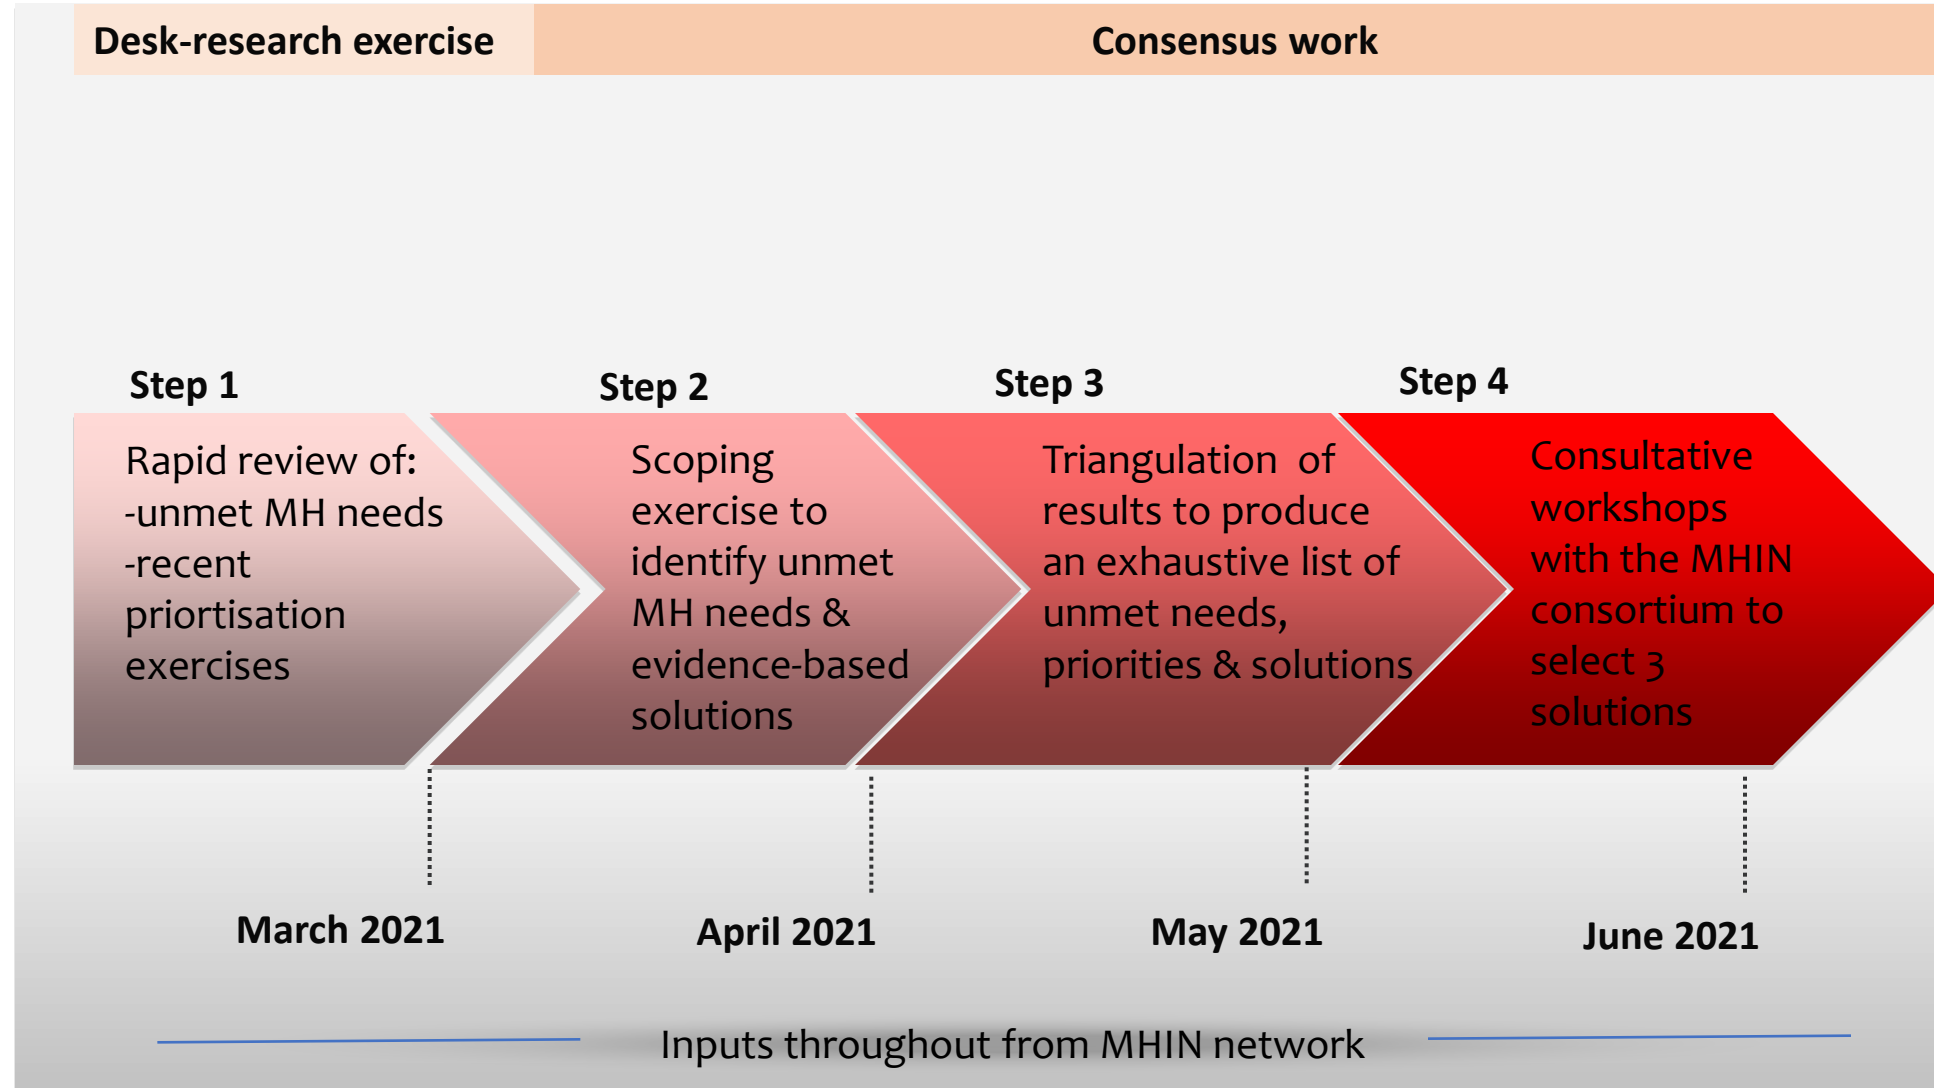 Desk-research exercise
Consensus work
Step 1
Rapid review of:
-unmet MH needs
-recent
priortisation
exercises
Step 2
Scoping
exercise to
identify unmet
MH needs &
evidence-based
solutions
Step 3
Triangulation of
results to produce
an exhaustive list of
unmet needs,
priorities & solutions
Step 4
Consultative
workshops
with the MHIN
consortium to
select 3
solutions
March 2021
April 2021
May 2021
June 2021
Inputs throughout from MHIN network